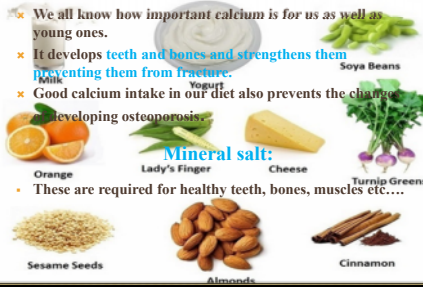 We all know how important calcium is for us as well as
young ones.
It develops teeth and bones and strengthens them
preventing them from fracture.
Milk
Yogurt
Soya Beans
Good calcium intake in our diet also prevents the
of developing osteoporosis.
Orange
Lady's Finger
Cheese
Turnip Green
Mineral salt:
These are required for healthy teeth, bones, muscles etc….
Sesame Seeds
Almonds
Cinnamon